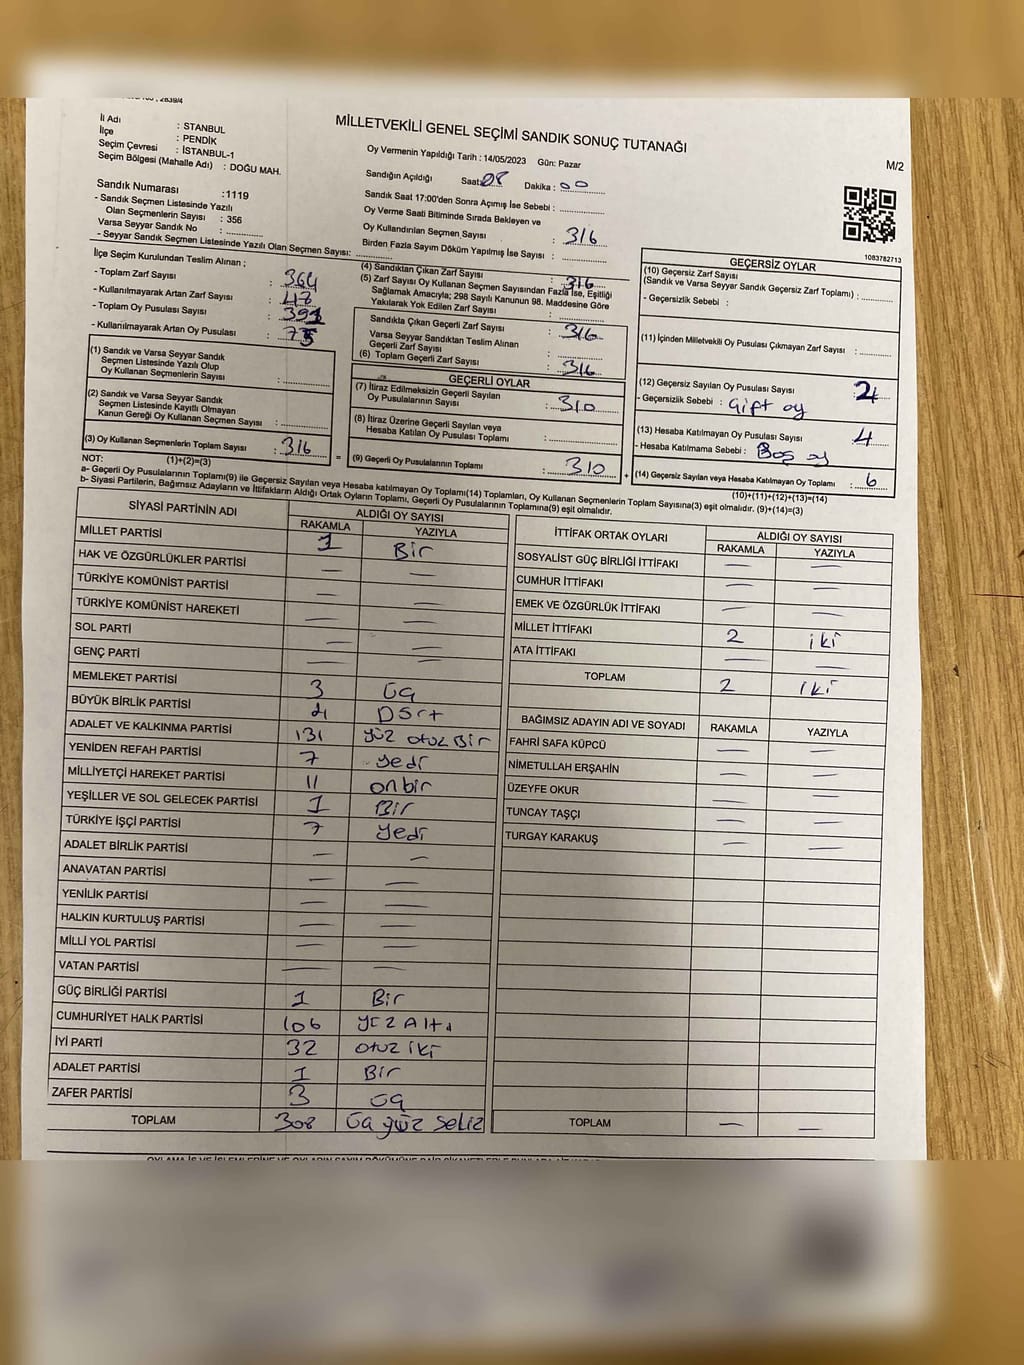 MİLLETVEKİLİ GENEL SEÇİMİ SANDIK SONUÇ TUTANAĞI
M/2
İl Adı : STANBUL
İlçe : PENDİK
Seçim Çevresi : İSTANBUL-1
Seçim Bölgesi (Mahalle Adı) : DOĞU MAH.
Oy Vermenin Yapıldığı Tarih : 14/05/2023 Gün: Pazar
Sandığın Açıldığı Saat: 08 Dakika : 00
Sandık Saat 17:00'den Sonra Açımış İse Sebebi :
Oy Verme Saati Bitiminde Sırada Bekleyen ve
Oy Kullandırılan Seçmen Sayısı : 316
Birden Fazla Sayım Döküm Yapılmış İse Sayısı :
Sandık Numarası :1119
- Sandık Seçmen Listesinde Yazılı
Olan Seçmenlerin Sayısı : 356
Varsa Seyyar Sandık No :
- Seyyar Sandık Seçmen Listesinde Yazılı Olan Seçmen Sayısı:
1083782713
İlçe Seçim Kurulundan Teslim Alınan ;
- Toplam Zarf Sayısı : 364
- Kullanılmayarak Artan Zarf Sayısı : 48
- Toplam Oy Pusulası Sayısı : 391
- Kullanılmayarak Artan Oy Pusulası : 75
(1) Sandık ve Varsa Seyyar Sandık
Seçmen Listesinde Yazılı Olup
Oy Kullanan Seçmenlerin Sayısı :
(2) Sandık ve Varsa Seyyar Sandık
Seçmen Listesinde Kayıtlı Olmayan
Kanun Gereği Oy Kullanan Seçmen Sayısı :
(3) Oy Kullanan Seçmenlerin Toplam Sayısı : 316
(1)+(2)=(3)
(4) Sandıktan Çıkan Zarf Sayısı : 316
(5) Zarf Sayısı Oy Kullanan Seçmen Sayısından Fazla İse, Eşitliği
Sağlamak Amacıyla; 298 Sayılı Kanunun 98. Maddesine Göre
Yakılarak Yok Edilen Zarf Sayısı :
Sandıkta Çıkan Geçerli Zarf Sayısı : 316
Varsa Seyyar Sandıktan Teslim Alınan
Geçerli Zarf Sayısı :
(6) Toplam Geçerli Zarf Sayısı : 316
GEÇERLİ OYLAR
(7) İtiraz Edilmeksizin Geçerli Sayılan
Oy Pusulalarının Sayısı : 310
(8) İtiraz Üzerine Geçerli Sayılan veya
Hesaba Katılan Oy Pusulası Toplamı :
(9) Geçerli Oy Pusulalarının Toplamı : 310
GEÇERSİZ OYLAR
(10) Geçersiz Zarf Sayısı
(Sandık ve Varsa Seyyar Sandık Geçersiz Zarf Toplamı) :
- Geçersizlik Sebebi :
(11) İçinden Milletvekili Oy Pusulası Çıkmayan Zarf Sayısı :
(12) Geçersiz Sayılan Oy Pusulası Sayısı : 2
- Geçersizlik Sebebi : Çift oy
(13) Hesaba Katılmayan Oy Pusulası Sayısı : 4
- Hesaba Katılmama Sebebi : Boş oy
(14) Geçersiz Sayılan veya Hesaba Katılmayan Oy Toplamı : 6
(10)+(11)+(12)+(13)=(14)
NOT:
a- Geçerli Oy Pusulaları Toplamı(9) ile Geçersiz Sayılan veya Hesaba katılmayan Oy Toplamı(14) Toplamları, Oy Kullanan Seçmenlerin Toplam Sayısına(3) eşit olmalıdır. (9)+(14)=(3)
b- Siyasi Partilerin, Bağımsız Adayların ve İttifakların Aldığı Ortak Oyların Toplamı, Geçerli Oy Pusulalarının Toplamına(9) eşit olmalıdır.
SİYASİ PARTİNİN ADI ALDIĞI OY SAYISI
RAKAMLA YAZIYLA
MİLLET PARTİSİ 1 Bir
HAK VE ÖZGÜRLÜKLER PARTİSİ — —
TÜRKİYE KOMÜNİST PARTİSİ — —
TÜRKİYE KOMÜNİST HAREKETİ — —
SOL PARTİ — —
GENÇ PARTİ — —
MEMLEKET PARTİSİ 3 üç
BÜYÜK BİRLİK PARTİSİ 4 Dört
ADALET VE KALKINMA PARTİSİ 131 yüz otuz Bir
YENİDEN REFAH PARTİSİ 7 yedi
MİLLİYETÇİ HAREKET PARTİSİ 11 onbir
YEŞİLLER VE SOL GELECEK PARTİSİ 1 Bir
TÜRKİYE İŞÇİ PARTİSİ 7 yedi
ADALET BİRLİK PARTİSİ — —
ANAVATAN PARTİSİ — —
YENİLİK PARTİSİ — —
HALKIN KURTULUŞ PARTİSİ — —
MİLLİ YOL PARTİSİ — —
VATAN PARTİSİ — —
GÜÇ BİRLİĞİ PARTİSİ 1 Bir
CUMHURİYET HALK PARTİSİ 106 yüz Altı
İYİ PARTİ 32 otuz iki
ADALET PARTİSİ 1 Bir
ZAFER PARTİSİ 3 üç
TOPLAM 308 üç yüz sekiz
İTTİFAK ORTAK OYLARI ALDIĞI OY SAYISI
RAKAMLA YAZIYLA
SOSYALİST GÜÇ BİRLİĞİ İTTİFAKI — —
CUMHUR İTTİFAKI — —
EMEK VE ÖZGÜRLÜK İTTİFAKI — —
MİLLET İTTİFAKI 2 iki
ATA İTTİFAKI — —
TOPLAM 2 iki
BAĞIMSIZ ADAYIN ADI VE SOYADI RAKAMLA YAZIYLA
FAHRİ SAFA KÜPCÜ — —
NİMETULLAH ERŞAHİN — —
ÜZEYFE OKUR — —
TUNCAY TAŞÇI — —
TURGAY KARAKUŞ — —
TOPLAM — —